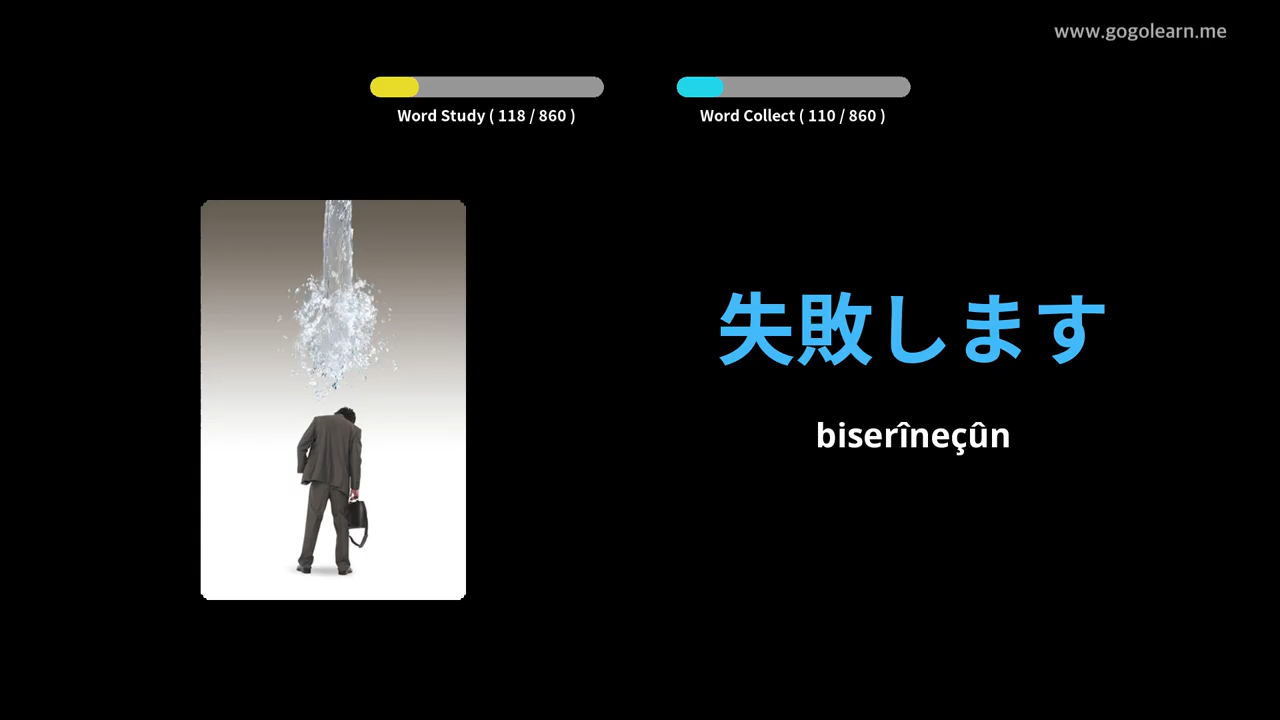 www.gogolearn.me
Word Study ( 118 / 860 )
Word Collect ( 110 / 860 )
失敗します
biserîneçûn